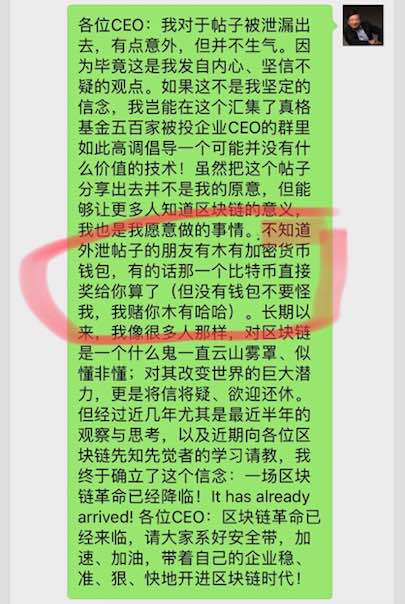 各位CEO：我对于帖子被泄漏出
去，有点意外，但并不生气。因
为毕竟这是我发自内心、坚信不
疑的观点。如果这不是我坚定的
信念，我岂能在这个汇集了真格
基金五百家被投企业CEO的群里
如此高调倡导一个可能并没有什
么价值的技术！虽然把这个帖子
分享出去并不是我的原意，但能
够让更多人知道区块链的意义，
我也是我愿意做的事情。不知道
外泄帖子的朋友有木有加密货币
钱包，有的话那一个比特币直接
奖给你算了（但没有钱包不要怪
我，我赌你木有哈哈）。长期以
来，我像很多人那样，对区块链
是一个什么鬼一直云山雾罩、似
懂非懂；对其改变世界的巨大潜
力，更是将信将疑、欲迎还休。
但经过近几年尤其是最近半年的
观察与思考，以及近期向各位区
块链先知先觉者的学习请教，我
终于确立了这个信念：一场区块
链革命已经降临！It has already
arrived! 各位CEO：区块链革命已
经来临，请大家系好安全带，加
速、加油，带着自己的企业稳、
准、狠、快地开进区块链时代！